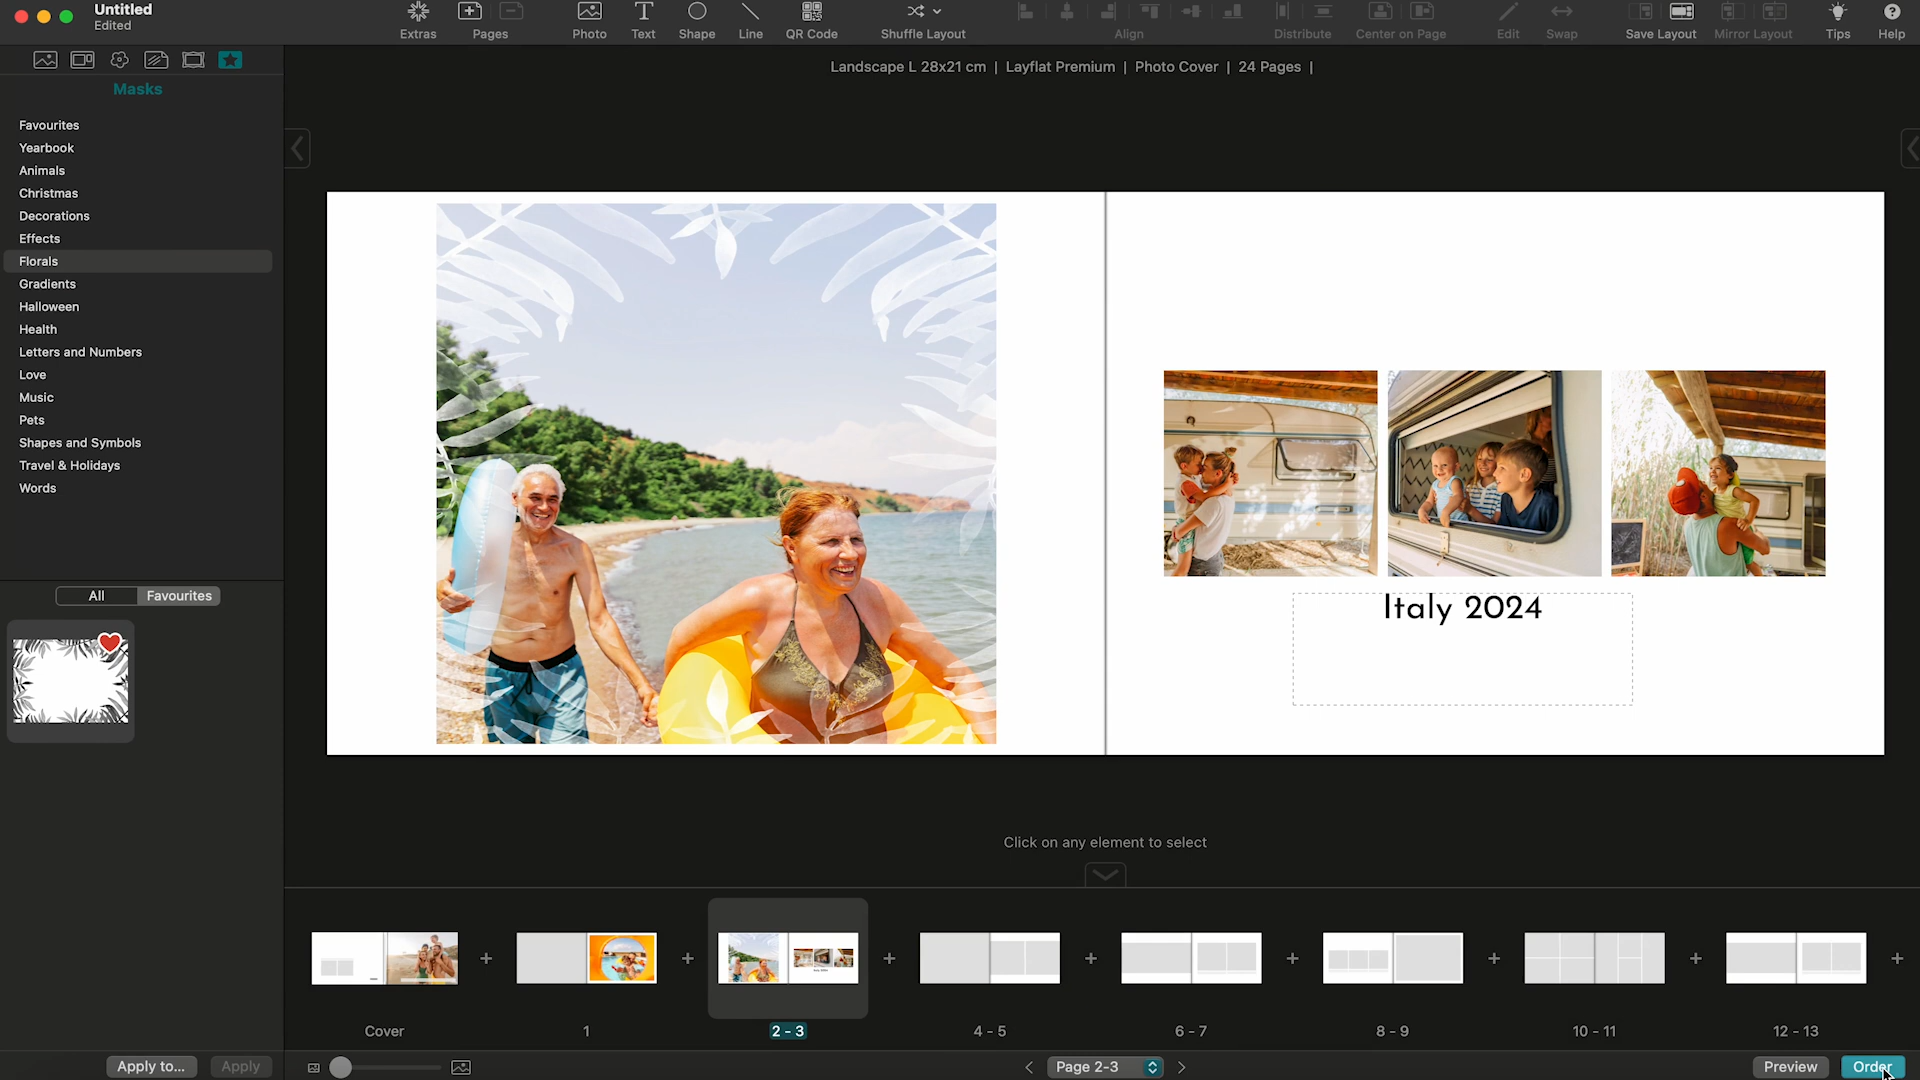 Untitled
Edited
Extras
Pages
Photo
Text
Shape
Line
QR Code
Shuffle Layout
Align
Distribute
Center on Page
Edit
Swap
Save Layout
Mirror Layout
Tips
Help
Landscape L 28x21 cm | Layflat Premium | Photo Cover | 24 Pages |
Masks
Favourites
Yearbook
Animals
Christmas
Decorations
Effects
Florals
Gradients
Halloween
Health
Letters and Numbers
Love
Music
Pets
Shapes and Symbols
Travel & Holidays
Words
All
Favourites
Italy 2024
Click on any element to select
Cover
1
2 - 3
4 - 5
6 - 7
8 - 9
10 - 11
12 - 13
Apply to...
Apply
Page 2-3
Preview
Order